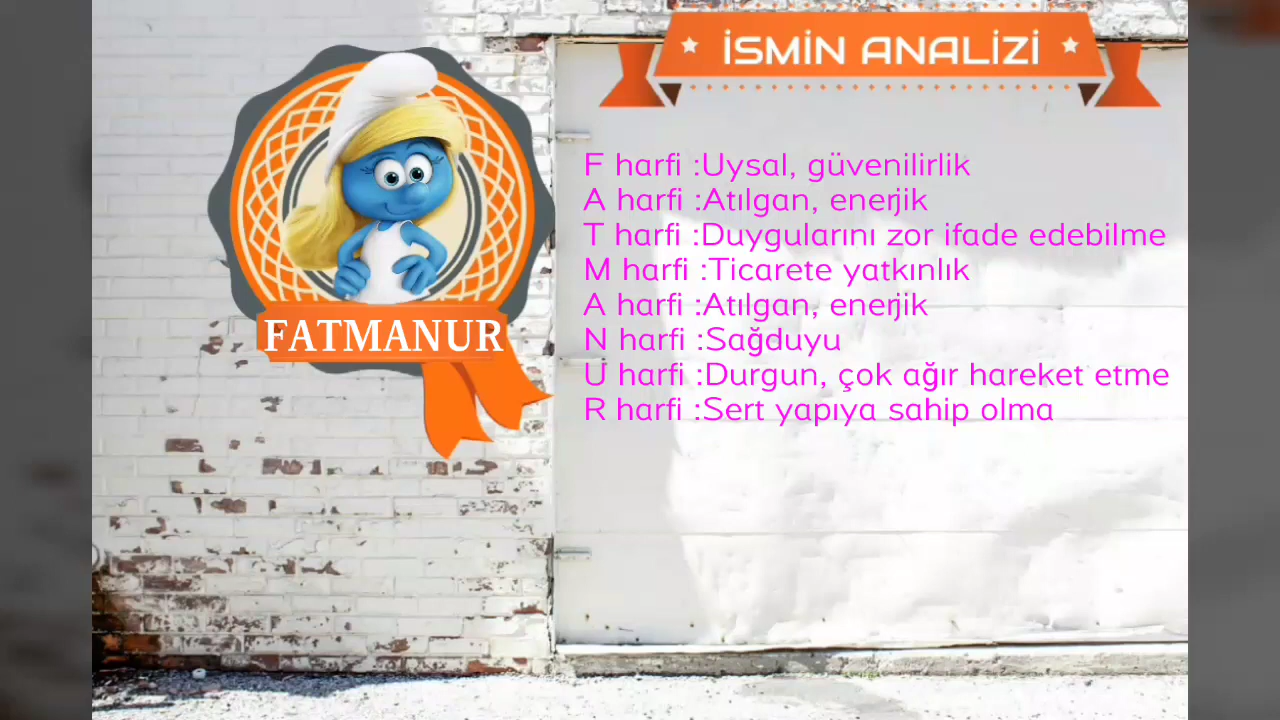 İSMİN ANALİZİ
FATMANUR
F harfi :Uysal, güvenilirlik
A harfi :Atılgan, enerjik
T harfi :Duygularını zor ifade edebilme
M harfi :Ticarete yatkınlık
A harfi :Atılgan, enerjik
N harfi :Sağduyu
U harfi :Durgun, çok ağır hareket etme
R harfi :Sert yapıya sahip olma